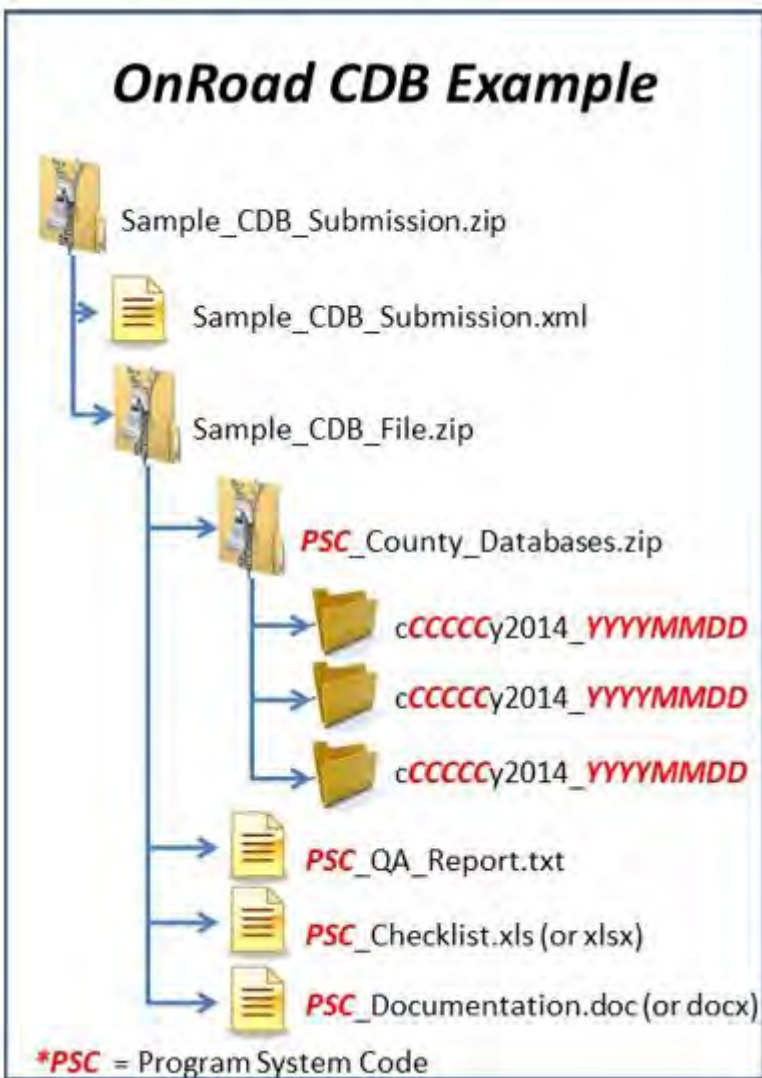 OnRoad CDB Example
Sample_CDB_Submission.zip
Sample_CDB_Submission.xml
Sample_CDB_File.zip
PSC_County_Databases.zip
cCCCCCy2014_YYYYMMDD
cCCCCCy2014_YYYYMMDD
cCCCCCy2014_YYYYMMDD
PSC_QA_Report.txt
PSC_Checklist.xls (or xlsx)
PSC_Documentation.doc (or docx)
*PSC = Program System Code